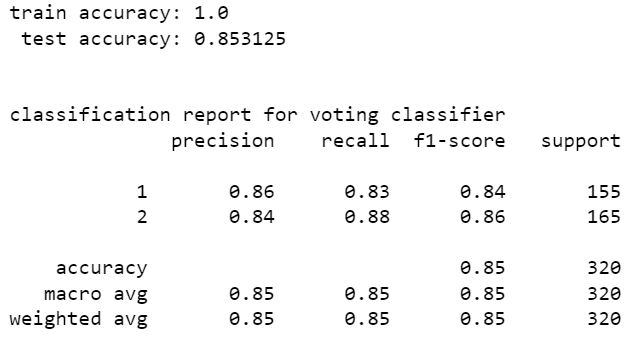 train accuracy: 1.0
test accuracy: 0.853125
classification report for voting classifier
precision recall f1-score support
1 0.86 0.83 0.84 155
2 0.84 0.88 0.86 165
accuracy 0.85 320
macro avg 0.85 0.85 0.85 320
weighted avg 0.85 0.85 0.85 320